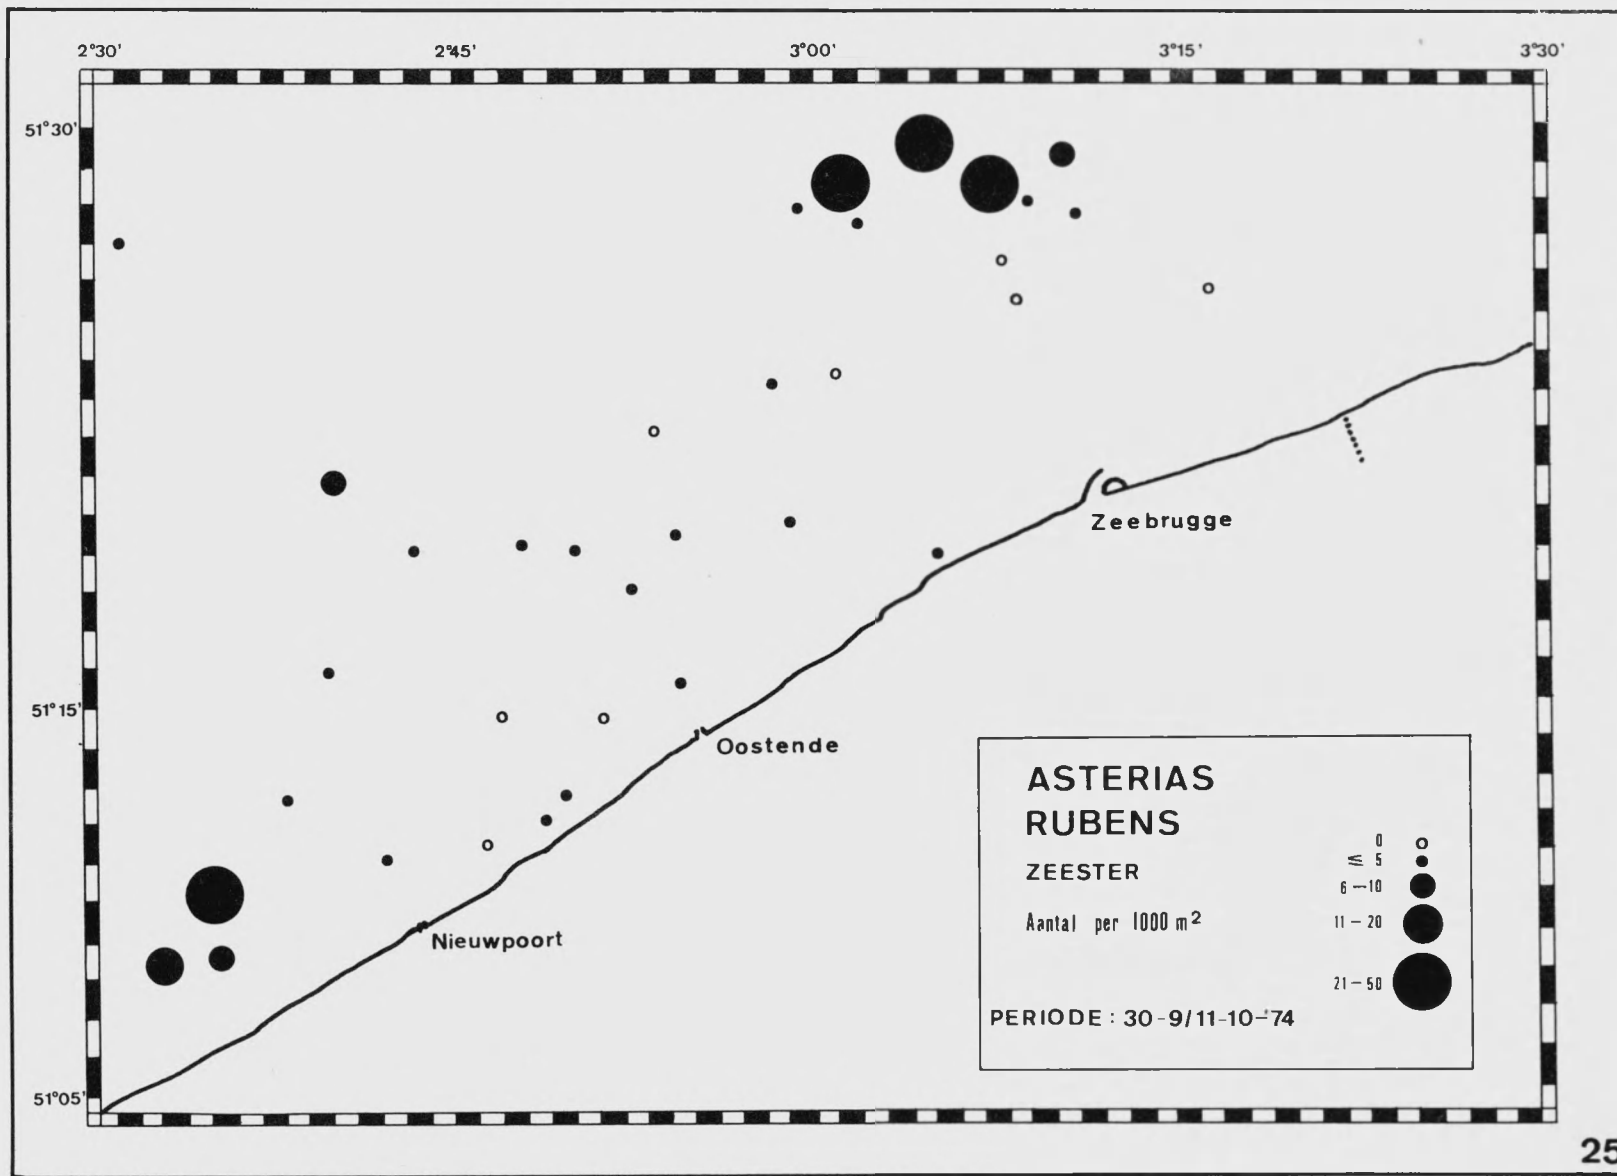 2°30' 2°45' 3°00' 3°15' 3°30'
51°30'
51°15'
51°05'
Zeebrugge
Oostende
Nieuwpoort
ASTERIAS
RUBENS
ZEESTER
Aantal per 1000 m²
0
≤ 5
6–10
11–20
21–50
PERIODE : 30-9/11-10-'74
25